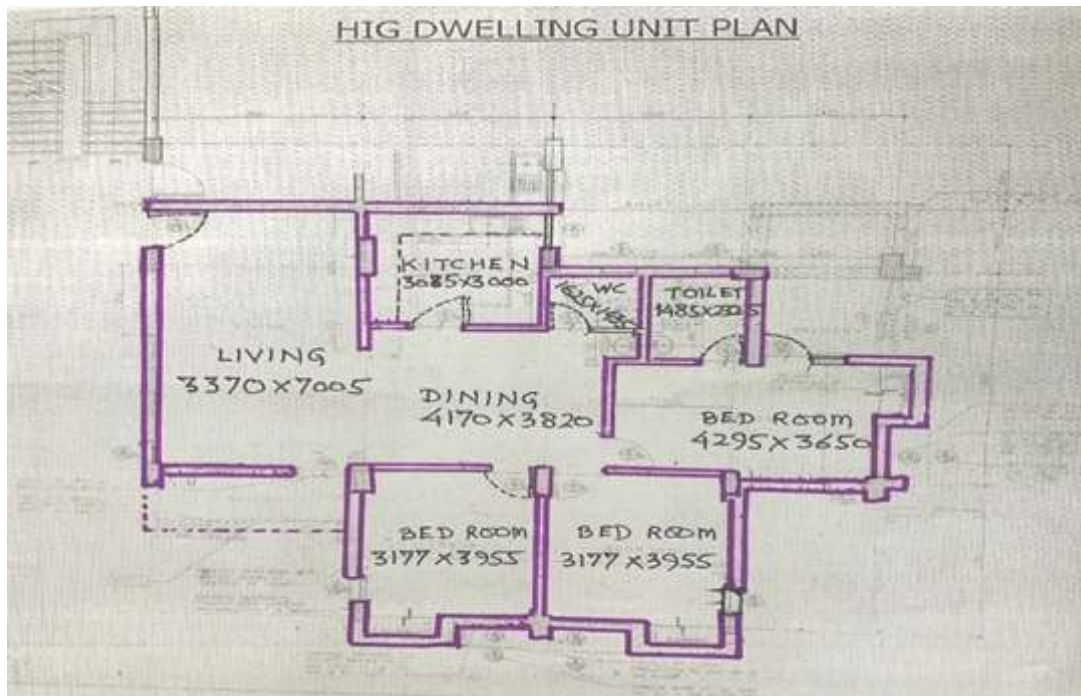 HIG DWELLING UNIT PLAN
KITCHEN
3085X3000
WC
TOILET
LIVING
3370X7005
DINING
4170X3820
BED ROOM
4295X3650
BED ROOM
3177X3955
BED ROOM
3177X3955